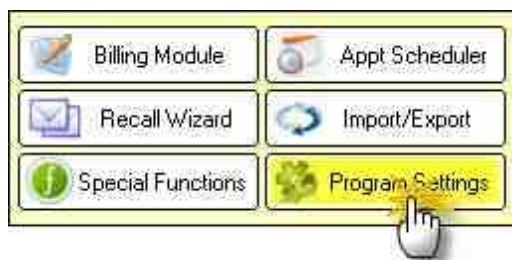 Billing Module Appt Scheduler
Recall Wizard Import/Export
Special Functions Program Settings